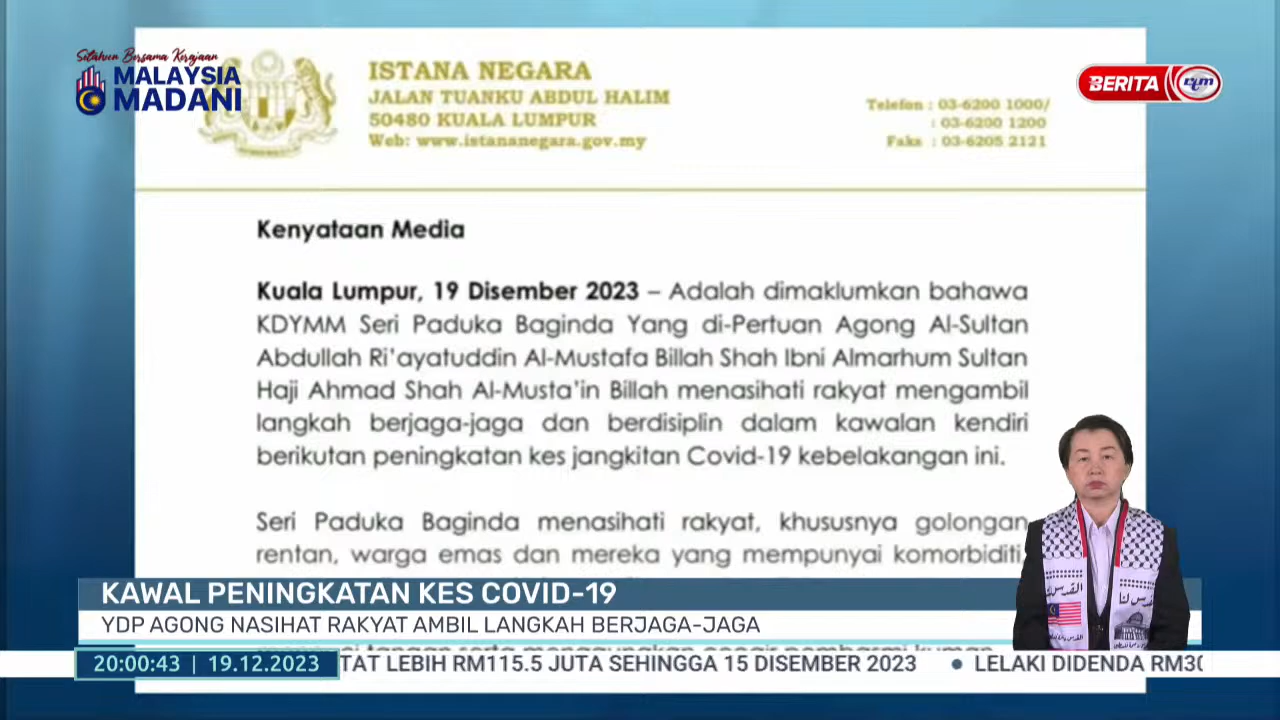 Setahun Bersama Kerajaan
MALAYSIA
MADANI
ISTANA NEGARA
JALAN TUANKU ABDUL HALIM
50480 KUALA LUMPUR
Web: www.istananegara.gov.my
Telefon : 03-6200 1000/
: 03-6200 1200
Faks : 03-6205 2121
BERITA rtm
Kenyataan Media
Kuala Lumpur, 19 Disember 2023 – Adalah dimaklumkan bahawa
KDYMM Seri Paduka Baginda Yang di-Pertuan Agong Al-Sultan
Abdullah Ri'ayatuddin Al-Mustafa Billah Shah Ibni Almarhum Sultan
Haji Ahmad Shah Al-Musta'in Billah menasihati rakyat mengambil
langkah berjaga-jaga dan berdisiplin dalam kawalan kendiri
berikutan peningkatan kes jangkitan Covid-19 kebelakangan ini.
Seri Paduka Baginda menasihati rakyat, khususnya golongan
rentan, warga emas dan mereka yang mempunyai komorbiditi
KAWAL PENINGKATAN KES COVID-19
YDP AGONG NASIHAT RAKYAT AMBIL LANGKAH BERJAGA-JAGA
القدس لنا
20:00:43 | 19.12.2023 TAT LEBIH RM115.5 JUTA SEHINGGA 15 DISEMBER 2023 • LELAKI DIDENDA RM30